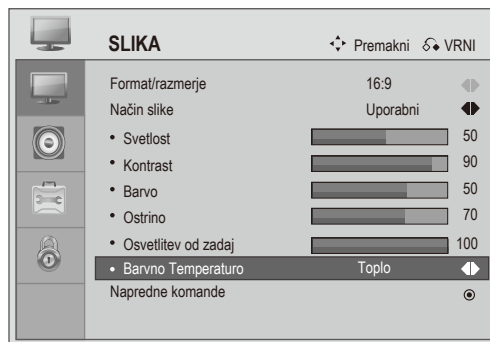 SLIKA Premakni VRNI
Format/razmerje 16:9
Način slike Uporabni
• Svetlost 50
• Kontrast 90
• Barvo 50
• Ostrino 70
• Osvetlitev od zadaj 100
• Barvno Temperaturo Toplo
Napredne komande